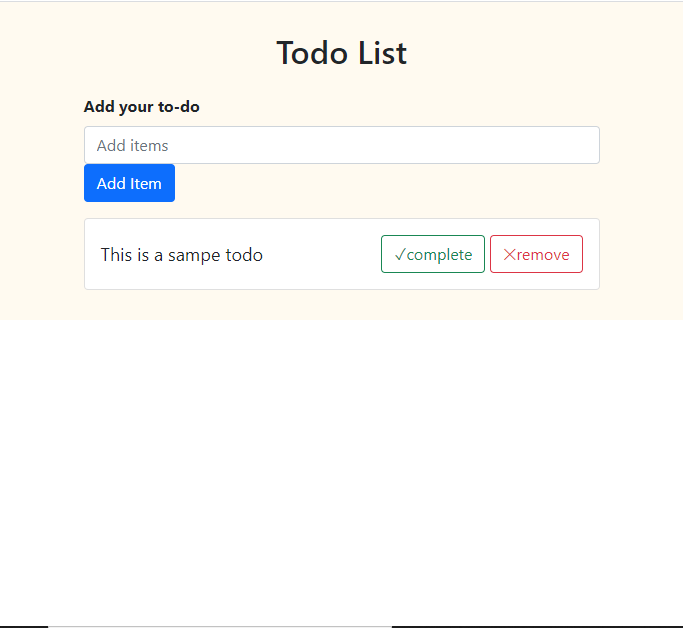 Todo List
Add your to-do
Add items
Add Item
This is a sampe todo
✓complete
✕remove